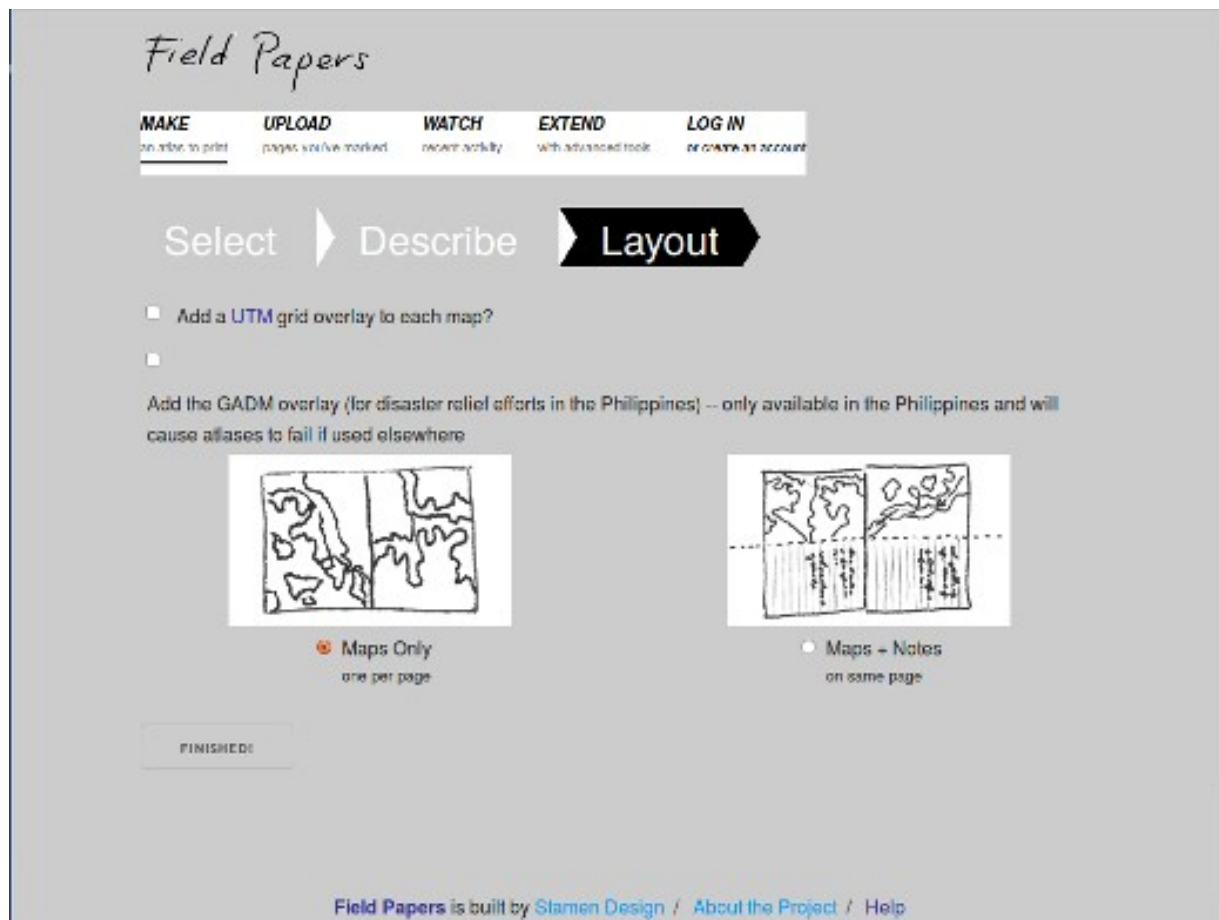 Field Papers
MAKE UPLOAD WATCH EXTEND LOG IN
an atlas to print pages you've marked recent activity with advanced tools or create an account
Select Describe Layout
Add a UTM grid overlay to each map?
Add the GADM overlay (for disaster relief efforts in the Philippines) -- only available in the Philippines and will
cause atlases to fail if used elsewhere
Maps Only Maps + Notes
one per page on same page
FINISHED!
Field Papers is built by Stamen Design / About the Project / Help